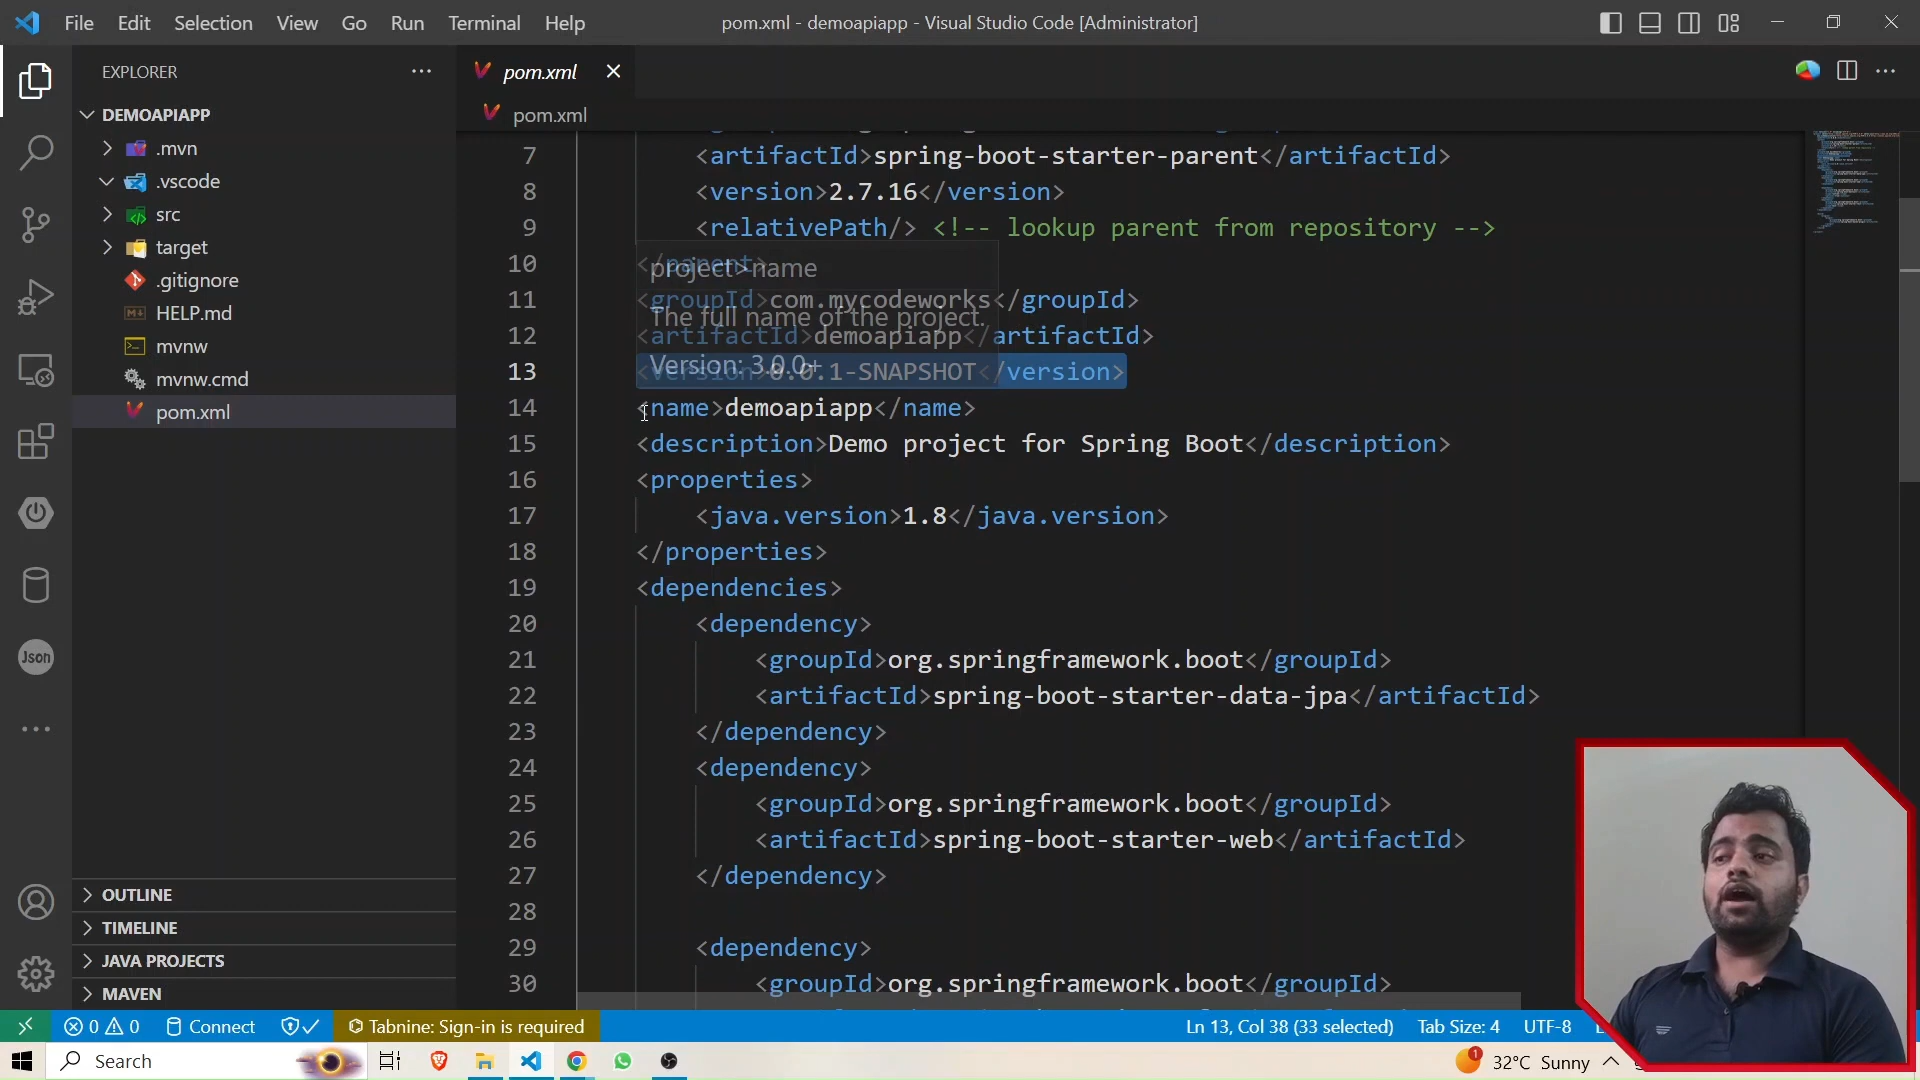 File Edit Selection View Go Run Terminal Help
pom.xml - demoapiapp - Visual Studio Code [Administrator]
EXPLORER
DEMOAPIAPP
.mvn
.vscode
src
target
.gitignore
HELP.md
mvnw
mvnw.cmd
pom.xml
OUTLINE
TIMELINE
JAVA PROJECTS
MAVEN
Json
pom.xml
pom.xml
7 <artifactId>spring-boot-starter-parent</artifactId>
8 <version>2.7.16</version>
9 <relativePath/> <!-- lookup parent from repository -->
10 </parent>
project>name
11 <groupId>com.mycodeworks</groupId>
The full name of the project.
12 <artifactId>demoapiapp</artifactId>
Version: 3.0.0+
13 <version>0.0.1-SNAPSHOT</version>
14 <name>demoapiapp</name>
15 <description>Demo project for Spring Boot</description>
16 <properties>
17 <java.version>1.8</java.version>
18 </properties>
19 <dependencies>
20 <dependency>
21 <groupId>org.springframework.boot</groupId>
22 <artifactId>spring-boot-starter-data-jpa</artifactId>
23 </dependency>
24 <dependency>
25 <groupId>org.springframework.boot</groupId>
26 <artifactId>spring-boot-starter-web</artifactId>
27 </dependency>
28
29 <dependency>
30 <groupId>org.springframework.boot</groupId>
0 0 Connect Tabnine: Sign-in is required Ln 13, Col 38 (33 selected) Tab Size: 4 UTF-8
Search 1 32°C Sunny